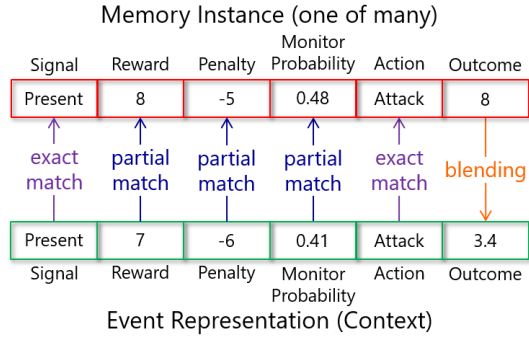 Memory Instance (one of many)
Signal Reward Penalty Monitor Probability Action Outcome
Present 8 -5 0.48 Attack 8
exact match partial match partial match partial match exact match blending
Present 7 -6 0.41 Attack 3.4
Signal Reward Penalty Monitor Probability Action Outcome
Event Representation (Context)